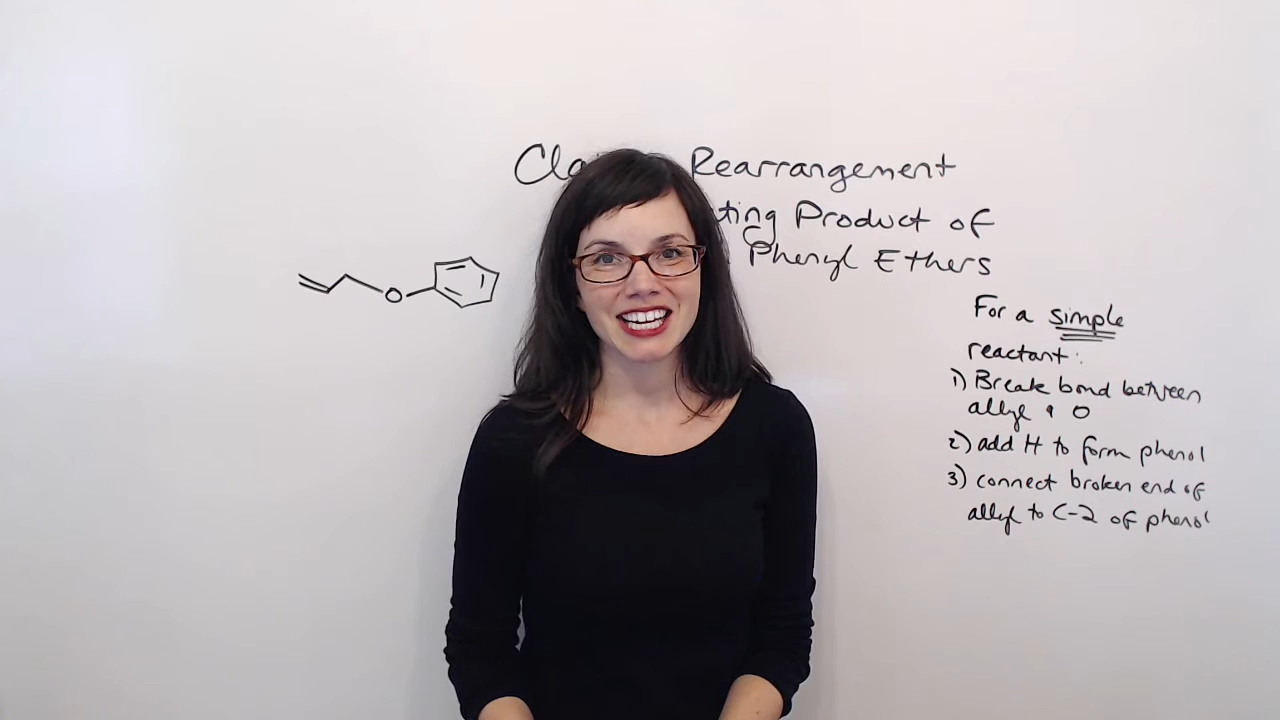 Rearrangement
Product of
Phenyl Ethers
O
For a simple
reactant:
1) Break bond between
allyl & O
2) add H to form phenol
3) connect broken end of
allyl to C-2 of phenol